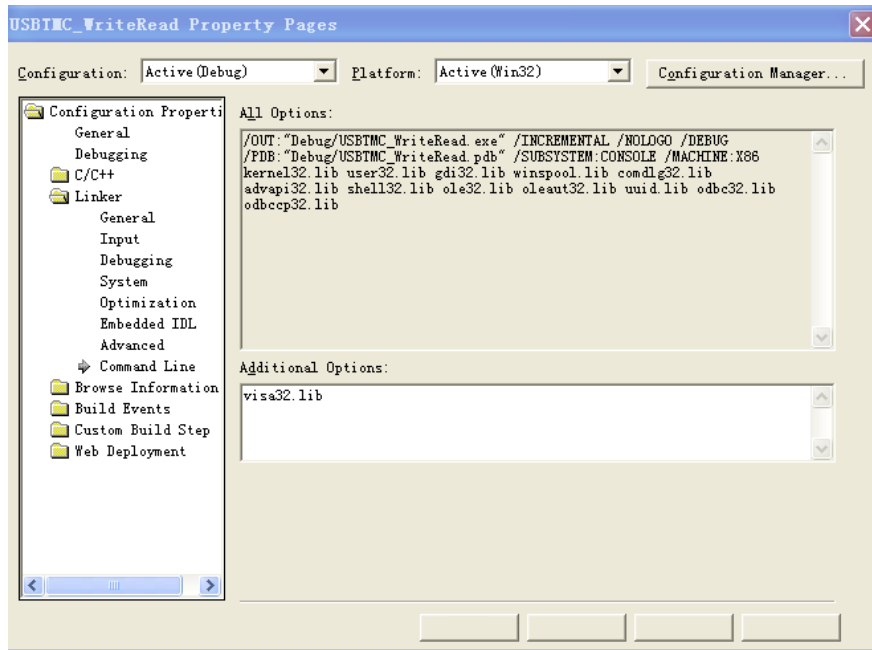 USBTMC_WriteRead Property Pages
Configuration: Active(Debug) Platform: Active(Win32) Configuration Manager...
Configuration Properti
General
Debugging
C/C++
Linker
General
Input
Debugging
System
Optimization
Embedded IDL
Advanced
Command Line
Browse Information
Build Events
Custom Build Step
Web Deployment
All Options:
/OUT:"Debug/USBTMC_WriteRead.exe" /INCREMENTAL /NOLOGO /DEBUG
/PDB:"Debug/USBTMC_WriteRead.pdb" /SUBSYSTEM:CONSOLE /MACHINE:X86
kernel32.lib user32.lib gdi32.lib winspool.lib comdlg32.lib
advapi32.lib shell32.lib ole32.lib oleaut32.lib uuid.lib odbc32.lib
odbccp32.lib
Additional Options:
visa32.lib